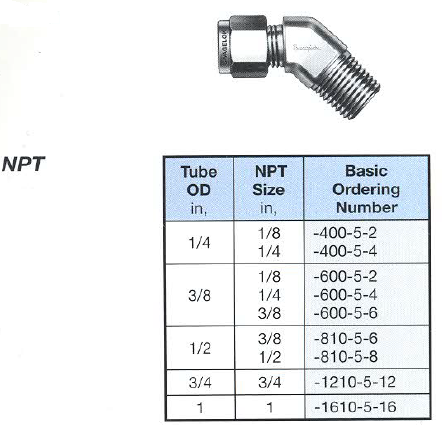 NPT
Tube OD in, NPT Size in, Basic Ordering Number
1/4 1/8 -400-5-2
1/4 -400-5-4
3/8 1/8 -600-5-2
1/4 -600-5-4
3/8 -600-5-6
1/2 3/8 -810-5-6
1/2 -810-5-8
3/4 3/4 -1210-5-12
1 1 -1610-5-16